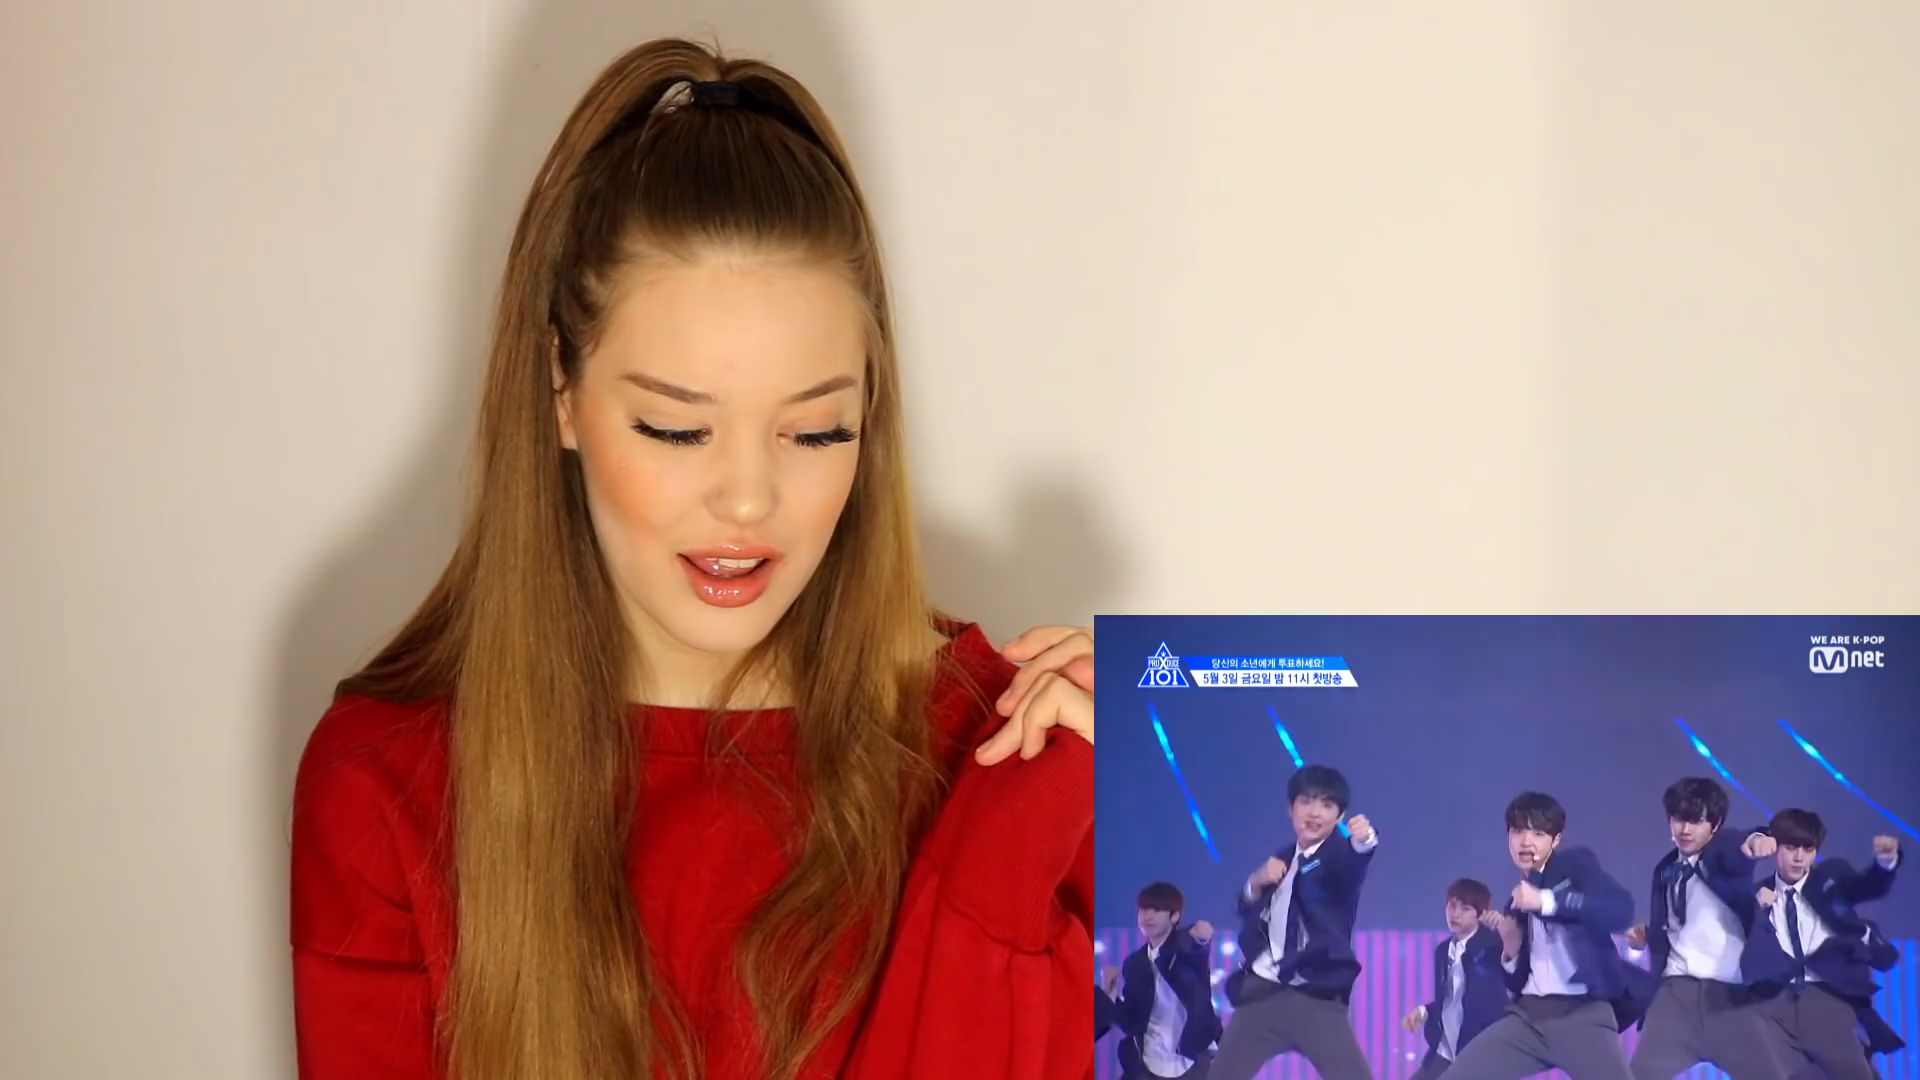 PRODUCE
101
당신의 소년에게 투표하세요!
5월 3일 금요일 밤 11시 첫방송
WE ARE K-POP
Mnet